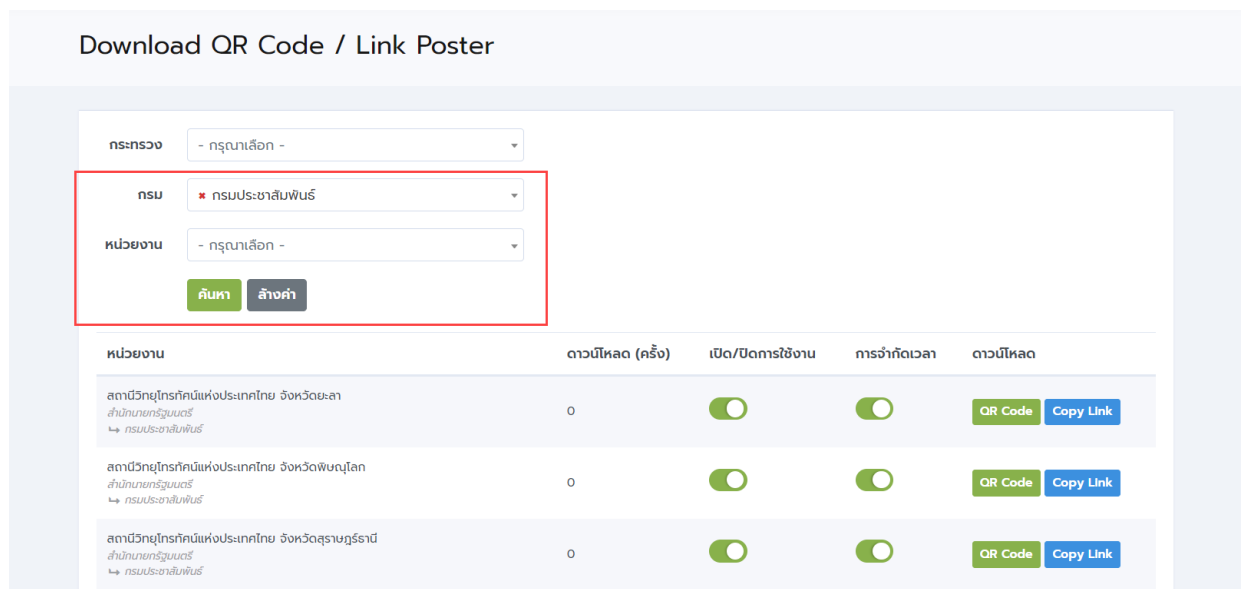 Download QR Code / Link Poster
กระทรวง - กรุณาเลือก -
กรม × กรมประชาสัมพันธ์
หน่วยงาน - กรุณาเลือก -
ค้นหา ล้างค่า
หน่วยงาน ดาวน์โหลด (ครั้ง) เปิด/ปิดการใช้งาน การจำกัดเวลา ดาวน์โหลด
สถานีวิทยุโทรทัศน์แห่งประเทศไทย จังหวัดยะลา
สำนักนายกรัฐมนตรี
0 QR Code Copy Link
↪ กรมประชาสัมพันธ์
สถานีวิทยุโทรทัศน์แห่งประเทศไทย จังหวัดพิษณุโลก
สำนักนายกรัฐมนตรี
0 QR Code Copy Link
↪ กรมประชาสัมพันธ์
สถานีวิทยุโทรทัศน์แห่งประเทศไทย จังหวัดสุราษฎร์ธานี
สำนักนายกรัฐมนตรี
0 QR Code Copy Link
↪ กรมประชาสัมพันธ์